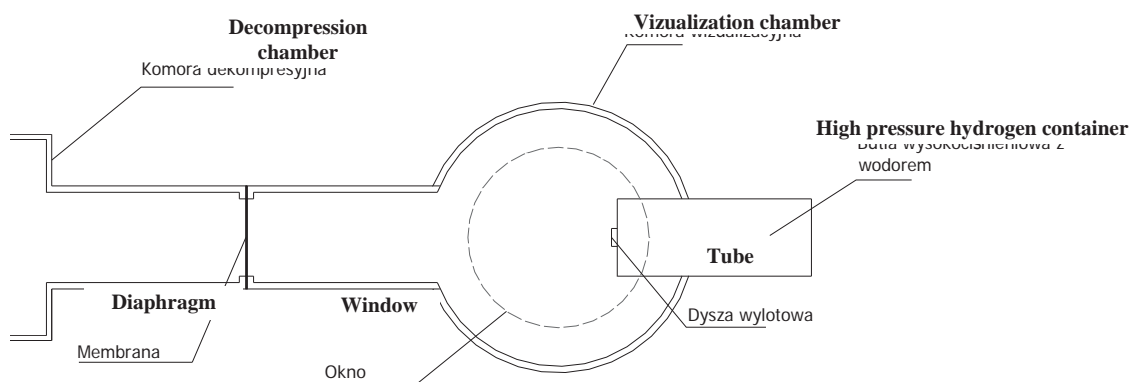 Decompression
chamber
Komora dekompresyjna
Vizualization chamber
Komora wizualizacyjna
High pressure hydrogen container
Butla wysokociśnieniowa z
wodorem
Tube
Diaphragm
Window
Dysza wylotowa
Membrana
Okno